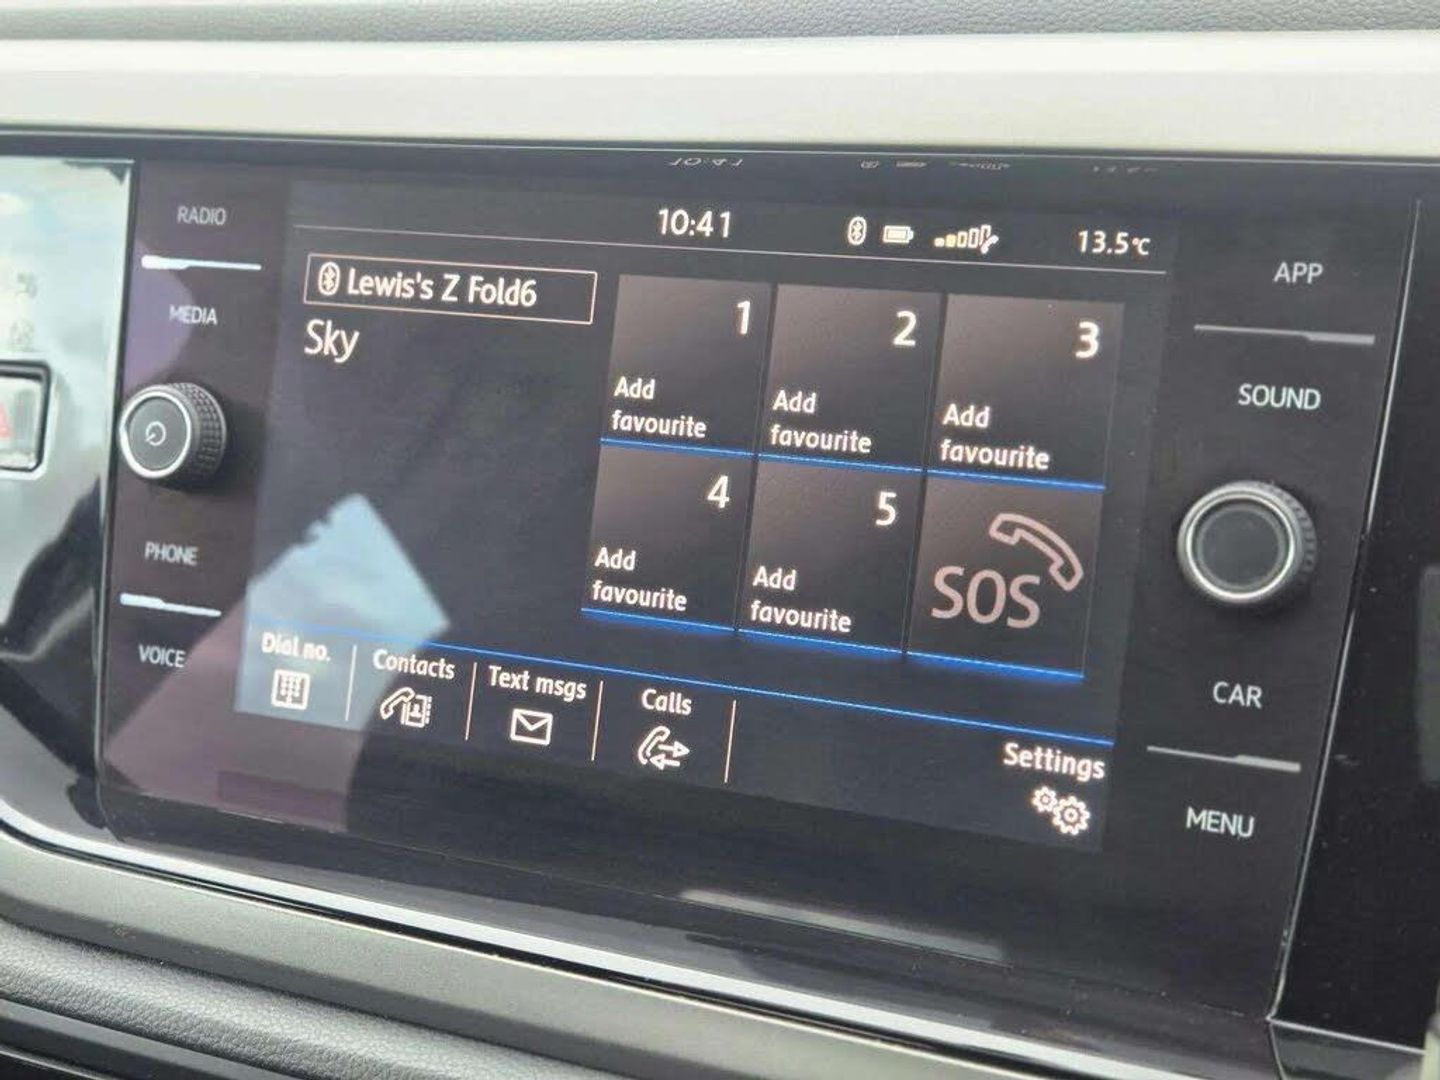 RADIO
MEDIA
PHONE
VOICE
10:41
13.5°C
Lewis's Z Fold6
Sky
1
Add
favourite
2
Add
favourite
3
Add
favourite
4
Add
favourite
5
Add
favourite
SOS
Dial no.
Contacts
Text msgs
Calls
Settings
APP
SOUND
CAR
MENU